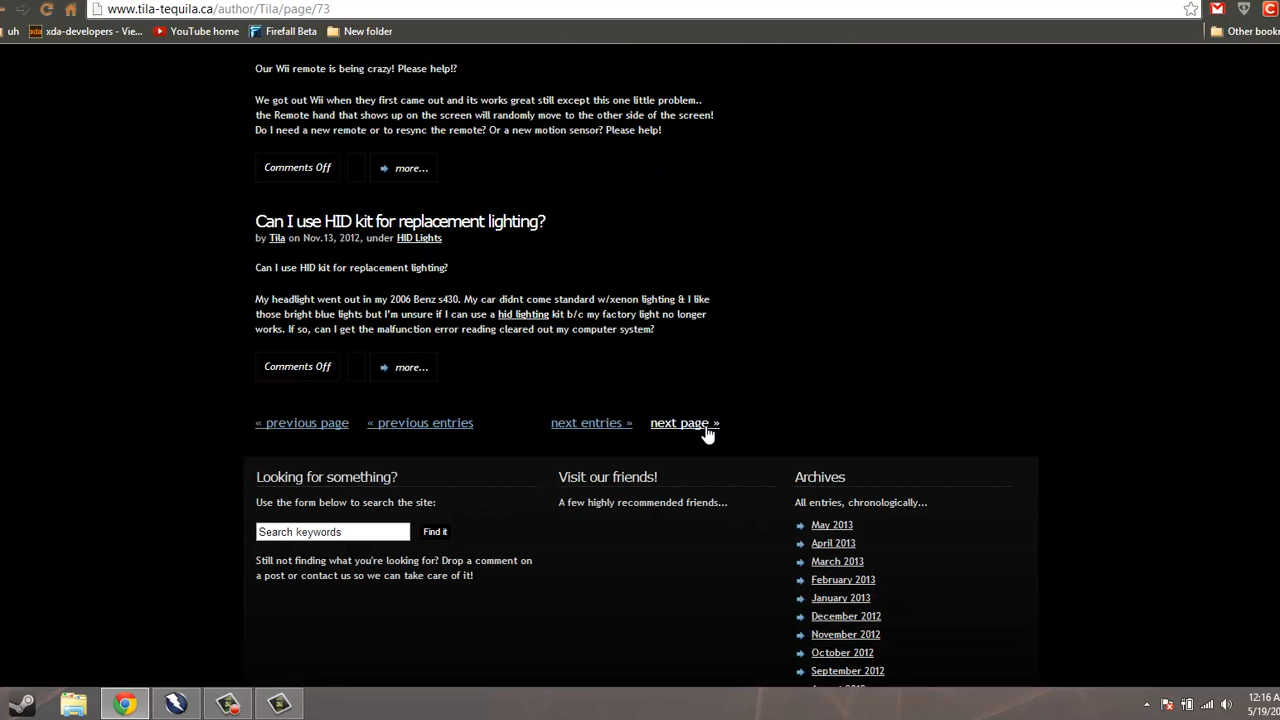 www.tila-tequila.ca/author/Tila/page/73
uh xda-developers - Vie... YouTube home Firefall Beta New folder Other book
Our Wii remote is being crazy! Please help!?
We got out Wii when they first came out and its works great still except this one little problem..
the Remote hand that shows up on the screen will randomly move to the other side of the screen!
Do I need a new remote or to resync the remote? Or a new motion sensor? Please help!
Comments Off more...
Can I use HID kit for replacement lighting?
by Tila on Nov.13, 2012, under HID Lights
Can I use HID kit for replacement lighting?
My headlight went out in my 2006 Benz s430. My car didnt come standard w/xenon lighting & I like
those bright blue lights but I'm unsure if I can use a hid lighting kit b/c my factory light no longer
works. If so, can I get the malfunction error reading cleared out my computer system?
Comments Off more...
« previous page « previous entries next entries » next page »
Looking for something? Visit our friends! Archives
Use the form below to search the site: A few highly recommended friends... All entries, chronologically...
May 2013
Search keywords Find it
April 2013
Still not finding what you're looking for? Drop a comment on
a post or contact us so we can take care of it!
March 2013
February 2013
January 2013
December 2012
November 2012
October 2012
September 2012
12:16 A
5/19/20